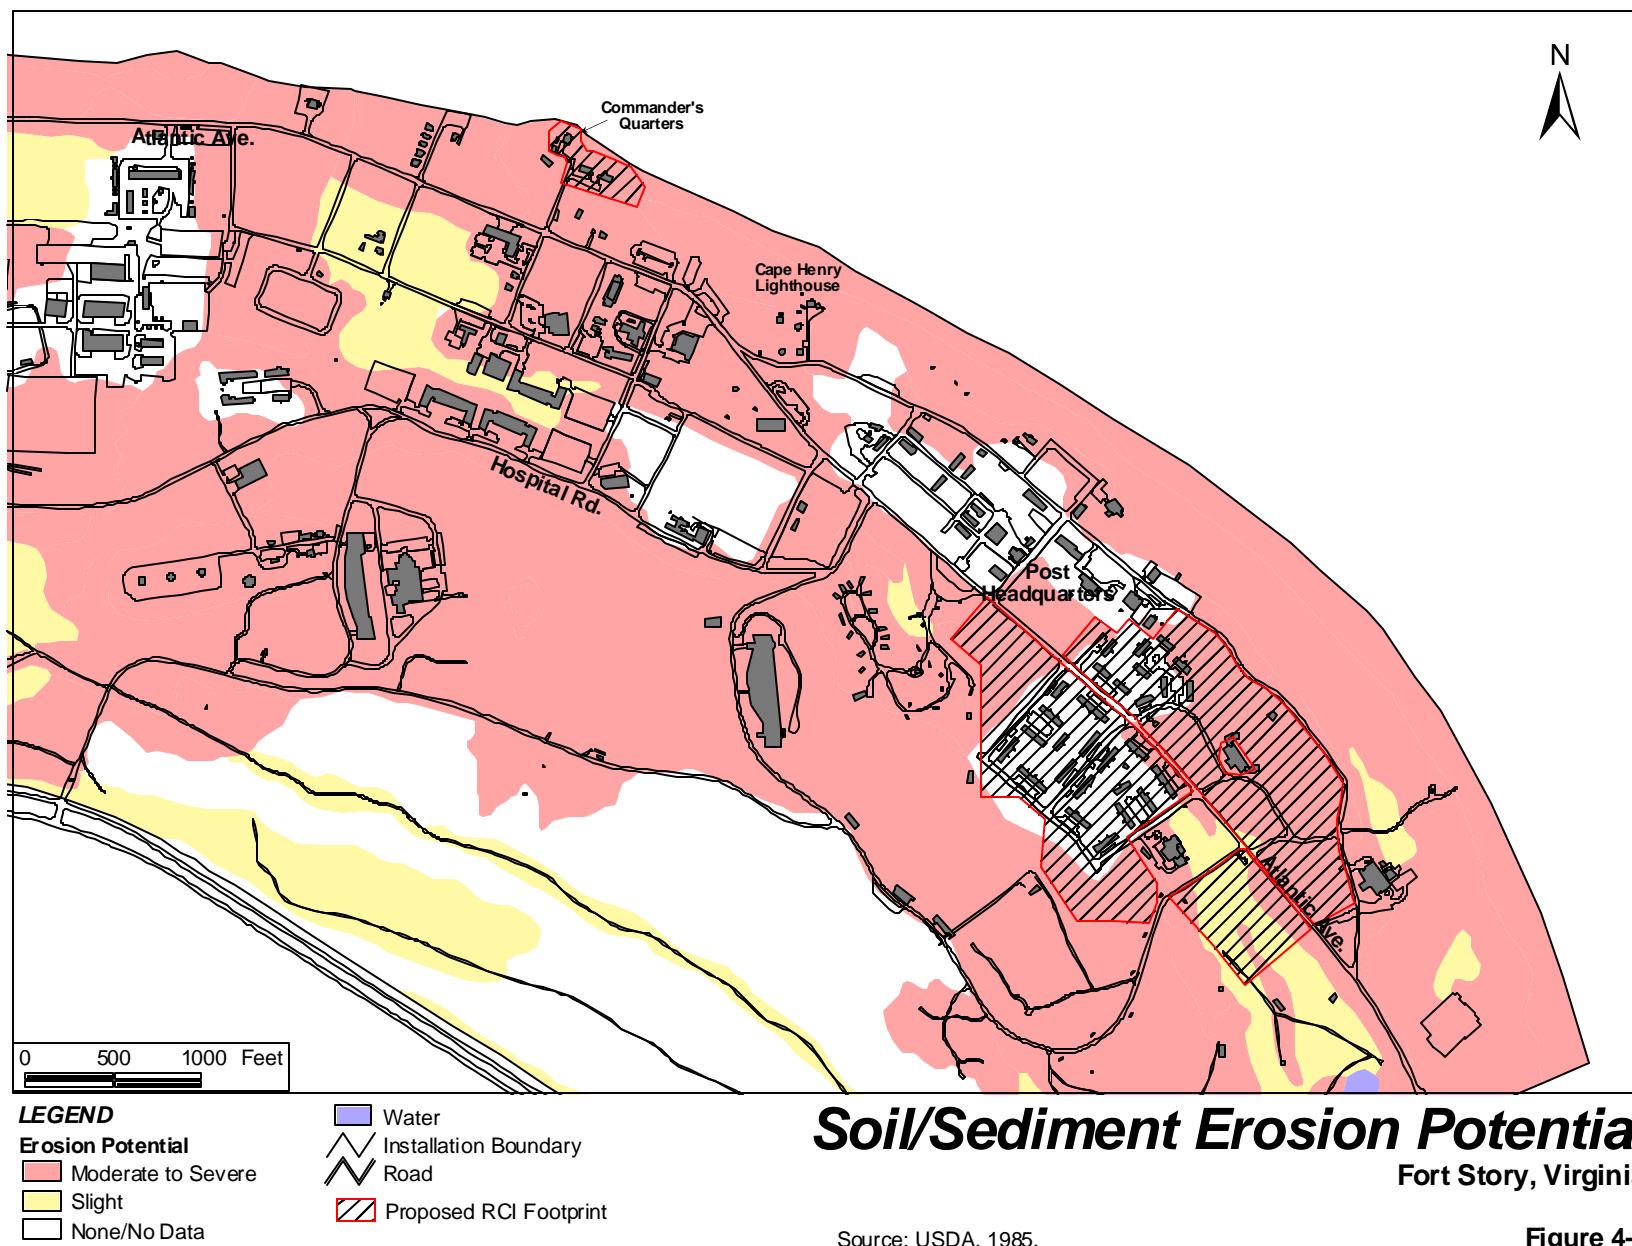 N
Commander's
Quarters
Atlantic Ave.
Cape Henry
Lighthouse
Hospital Rd.
Post
Headquarters
Atlantic Ave.
0 500 1000 Feet
LEGEND
Erosion Potential
Moderate to Severe
Slight
None/No Data
Water
Installation Boundary
Road
Proposed RCI Footprint
Soil/Sediment Erosion Potentia
Fort Story, Virgini
Source: USDA, 1985.
Figure 4-